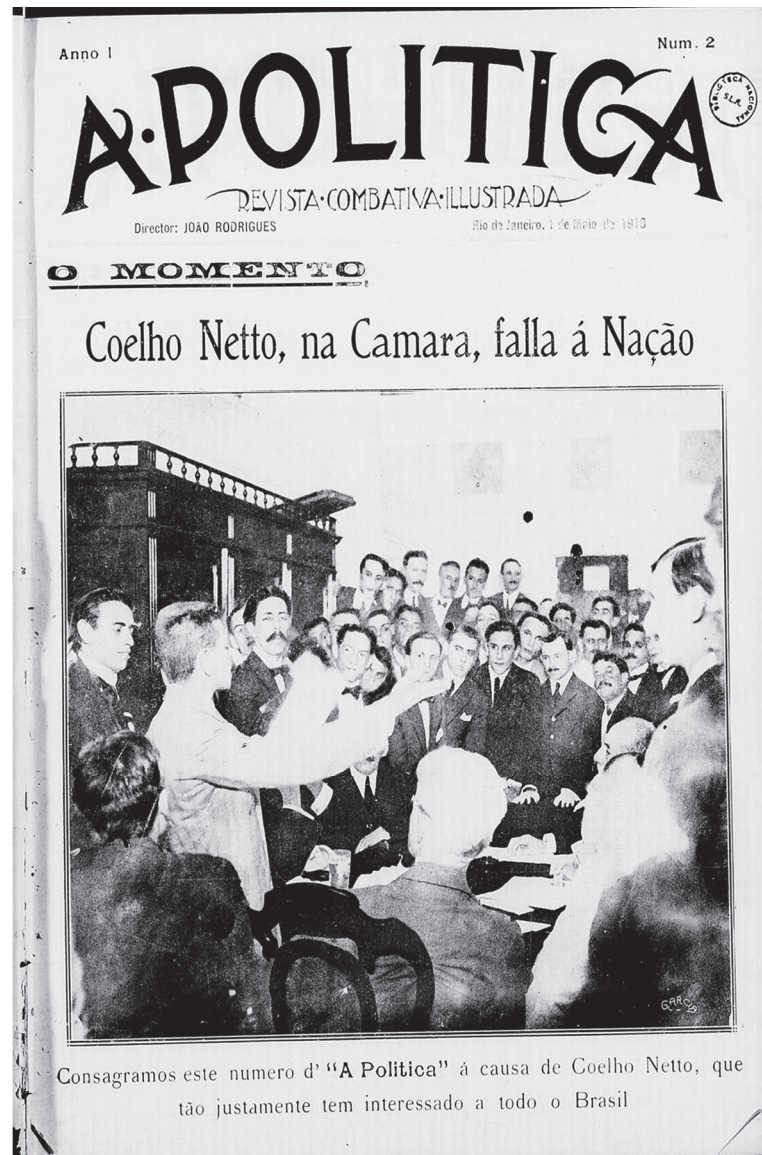 Anno I
Num. 2
A·POLITICA
BIBLIOTECA NACIONAL
S.L.R.
REVISTA·COMBATIVA·ILLUSTRADA
Director: JOÃO RODRIGUES
Rio de Janeiro, 1 de Maio de 1918
O MOMENTO
Coelho Netto, na Camara, falla á Nação
Consagramos este numero d' "A Politica" á causa de Coelho Netto, que
tão justamente tem interessado a todo o Brasil